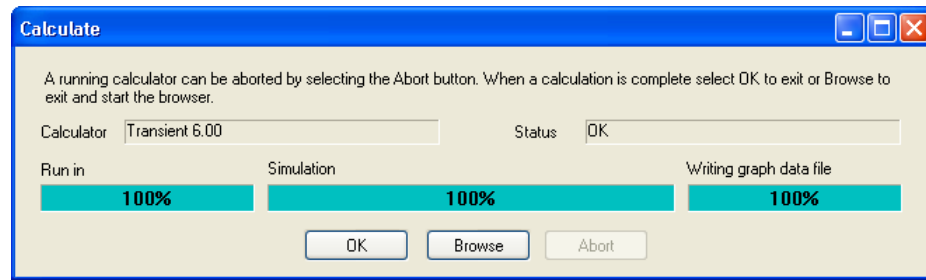 Calculate
A running calculator can be aborted by selecting the Abort button. When a calculation is complete select OK to exit or Browse to
exit and start the browser.
Calculator Transient 6.00 Status OK
Run in Simulation Writing graph data file
100% 100% 100%
OK Browse Abort